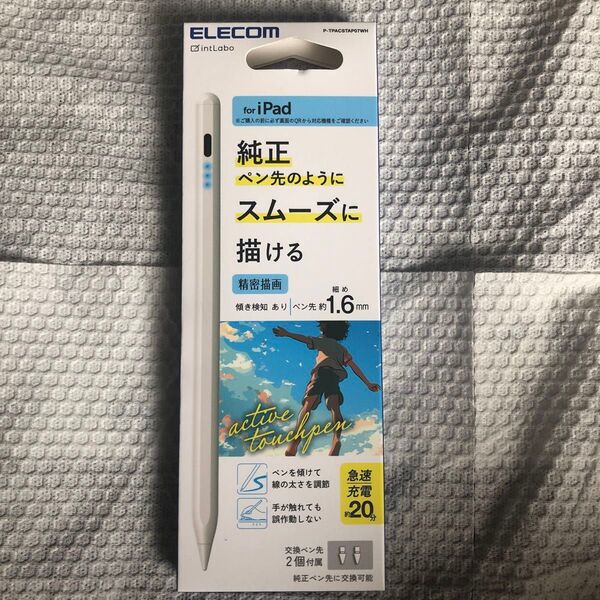 ELECOM
P-TPACSTAP07WH
intLabo
for iPad
※ご購入の前に必ず裏面のQRから対応機種をご確認ください
純正
ペン先のように
スムーズに
描ける
精密描画
傾き検知 あり
細め
ペン先 約1.6mm
active
touchpen
ペンを傾けて
線の太さを調節
手が触れても
誤作動しない
急速
充電
約20分
交換ペン先
2個付属
純正ペン先に交換可能